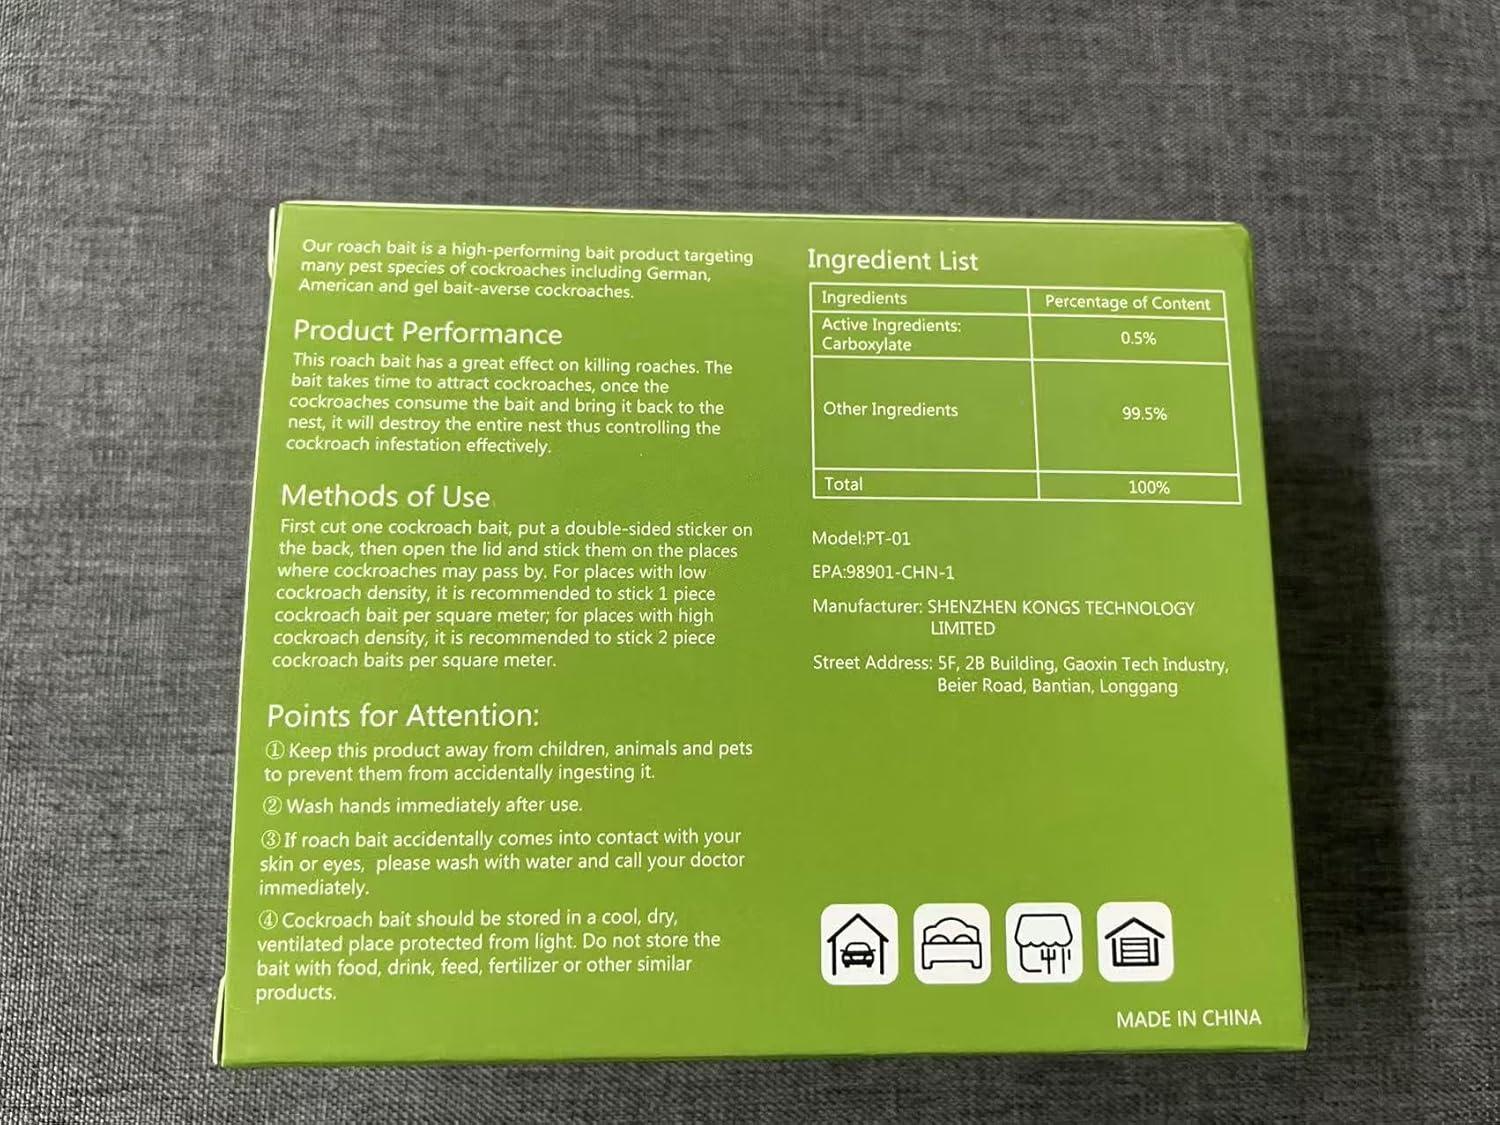 Our roach bait is a high-performing bait product targeting
many pest species of cockroaches including German,
American and gel bait-averse cockroaches.
Product Performance
This roach bait has a great effect on killing roaches. The
bait takes time to attract cockroaches, once the
cockroaches consume the bait and bring it back to the
nest, it will destroy the entire nest thus controlling the
cockroach infestation effectively.
Methods of Use
First cut one cockroach bait, put a double-sided sticker on
the back, then open the lid and stick them on the places
where cockroaches may pass by. For places with low
cockroach density, it is recommended to stick 1 piece
cockroach bait per square meter; for places with high
cockroach density, it is recommended to stick 2 piece
cockroach baits per square meter.
Points for Attention:
① Keep this product away from children, animals and pets
to prevent them from accidentally ingesting it.
② Wash hands immediately after use.
③ If roach bait accidentally comes into contact with your
skin or eyes, please wash with water and call your doctor
immediately.
④ Cockroach bait should be stored in a cool, dry,
ventilated place protected from light. Do not store the
bait with food, drink, feed, fertilizer or other similar
products.
Ingredient List
Ingredients Percentage of Content
Active Ingredients:
Carboxylate 0.5%
Other Ingredients 99.5%
Total 100%
Model:PT-01
EPA:98901-CHN-1
Manufacturer: SHENZHEN KONGS TECHNOLOGY
LIMITED
Street Address: 5F, 2B Building, Gaoxin Tech Industry,
Beier Road, Bantian, Longgang
MADE IN CHINA